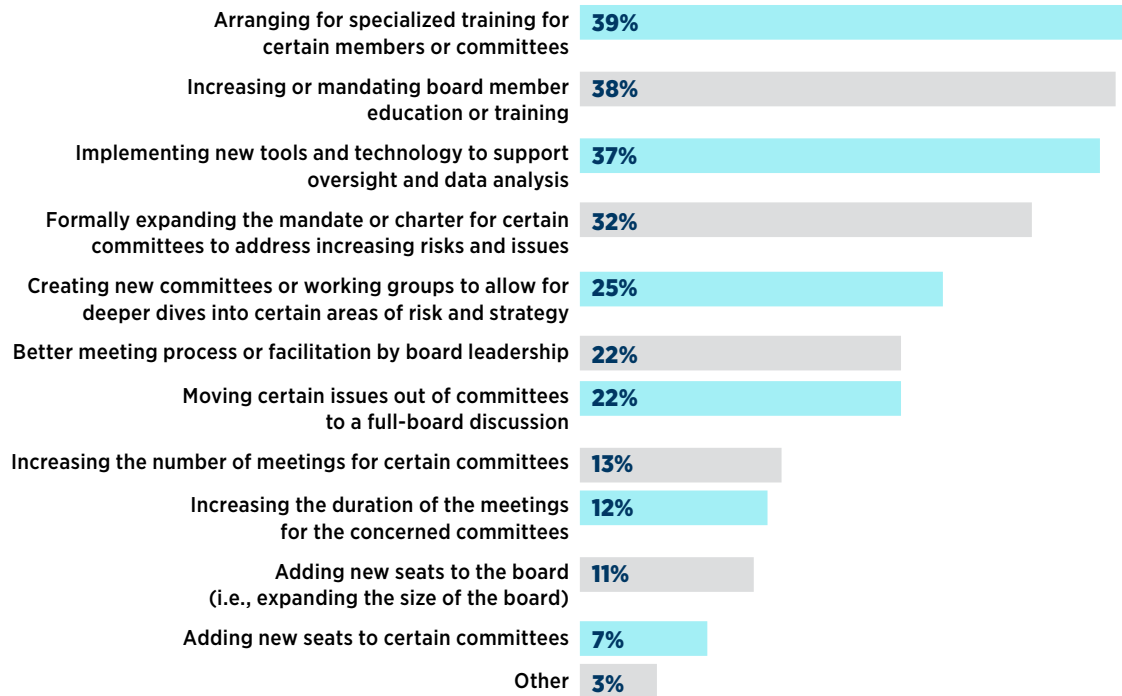 Arranging for specialized training for
certain members or committees
39%
Increasing or mandating board member
education or training
38%
Implementing new tools and technology to support
oversight and data analysis
37%
Formally expanding the mandate or charter for certain
committees to address increasing risks and issues
32%
Creating new committees or working groups to allow for
deeper dives into certain areas of risk and strategy
25%
Better meeting process or facilitation by board leadership
22%
Moving certain issues out of committees
to a full-board discussion
22%
Increasing the number of meetings for certain committees
13%
Increasing the duration of the meetings
for the concerned committees
12%
Adding new seats to the board
(i.e., expanding the size of the board)
11%
Adding new seats to certain committees
7%
Other
3%